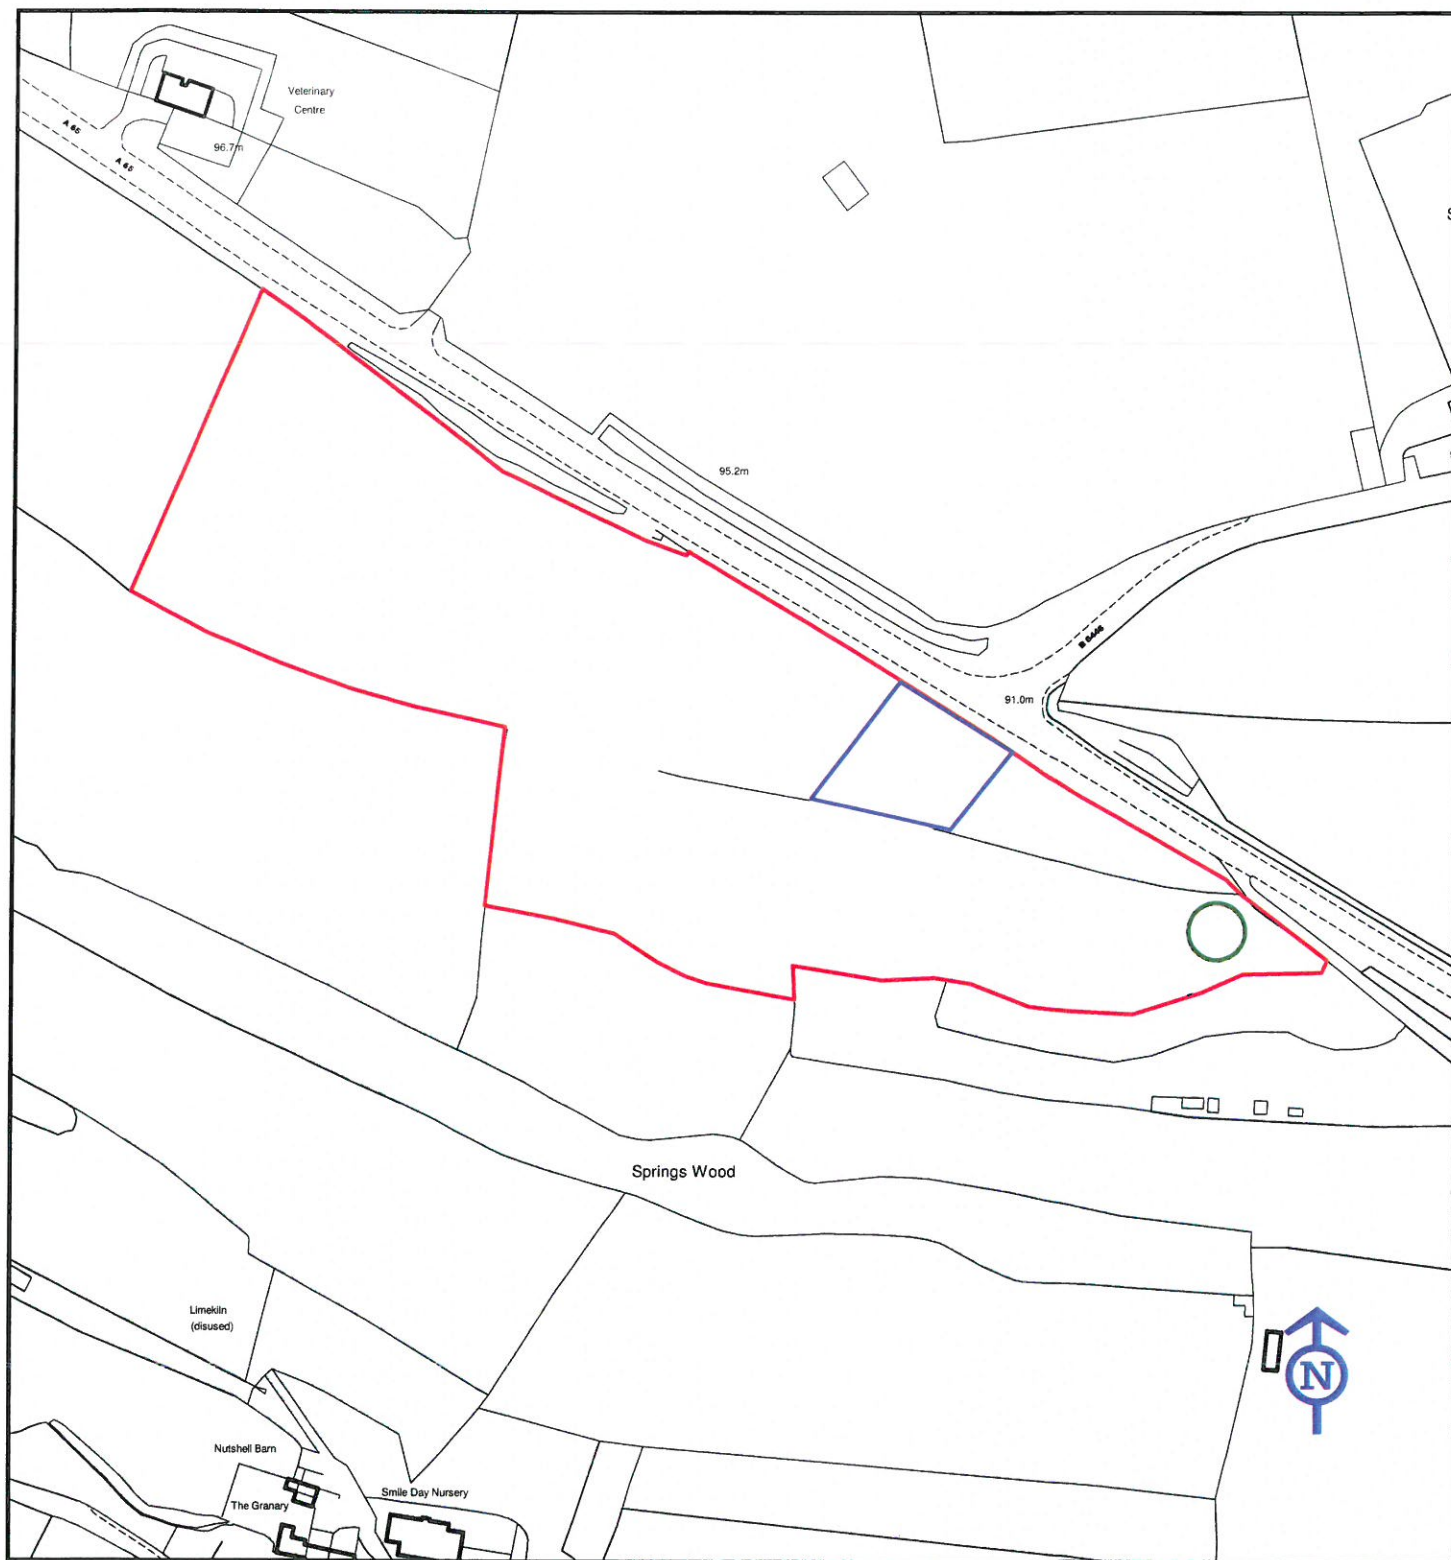 Veterinary
Centre
A 65
96.7m
A 65
95.2m
B 6446
91.0m
Springs Wood
Limekiln
(disused)
N
Nutshell Barn
Smile Day Nursery
The Granary